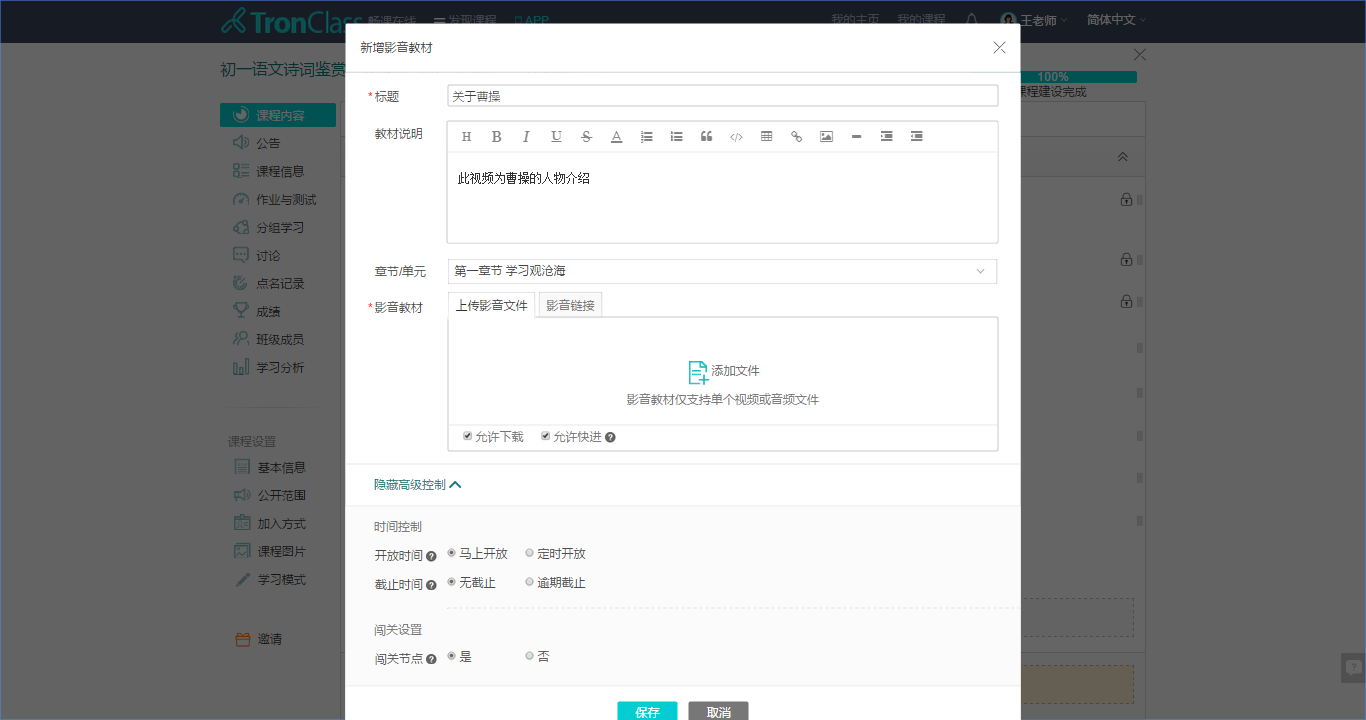 TronClass 畅课在线 发现课程 APP 我的主页 我的课程 王老师 简体中文
初一语文诗词鉴赏
100%
课程建设完成
课程内容
公告
课程信息
作业与测试
分组学习
讨论
点名记录
成绩
班级成员
学习分析
课程设置
基本信息
公开范围
加入方式
课程图片
学习模式
邀请
新增影音教材
*标题 关于曹操
教材说明
H B I U S A
此视频为曹操的人物介绍
章节/单元 第一章节 学习观沧海
*影音教材 上传影音文件 影音链接
添加文件
影音教材仅支持单个视频或音频文件
允许下载 允许快进 ?
隐藏高级控制
时间控制
开放时间 ? 马上开放 定时开放
截止时间 ? 无截止 逾期截止
闯关设置
闯关节点 ? 是 否
保存 取消